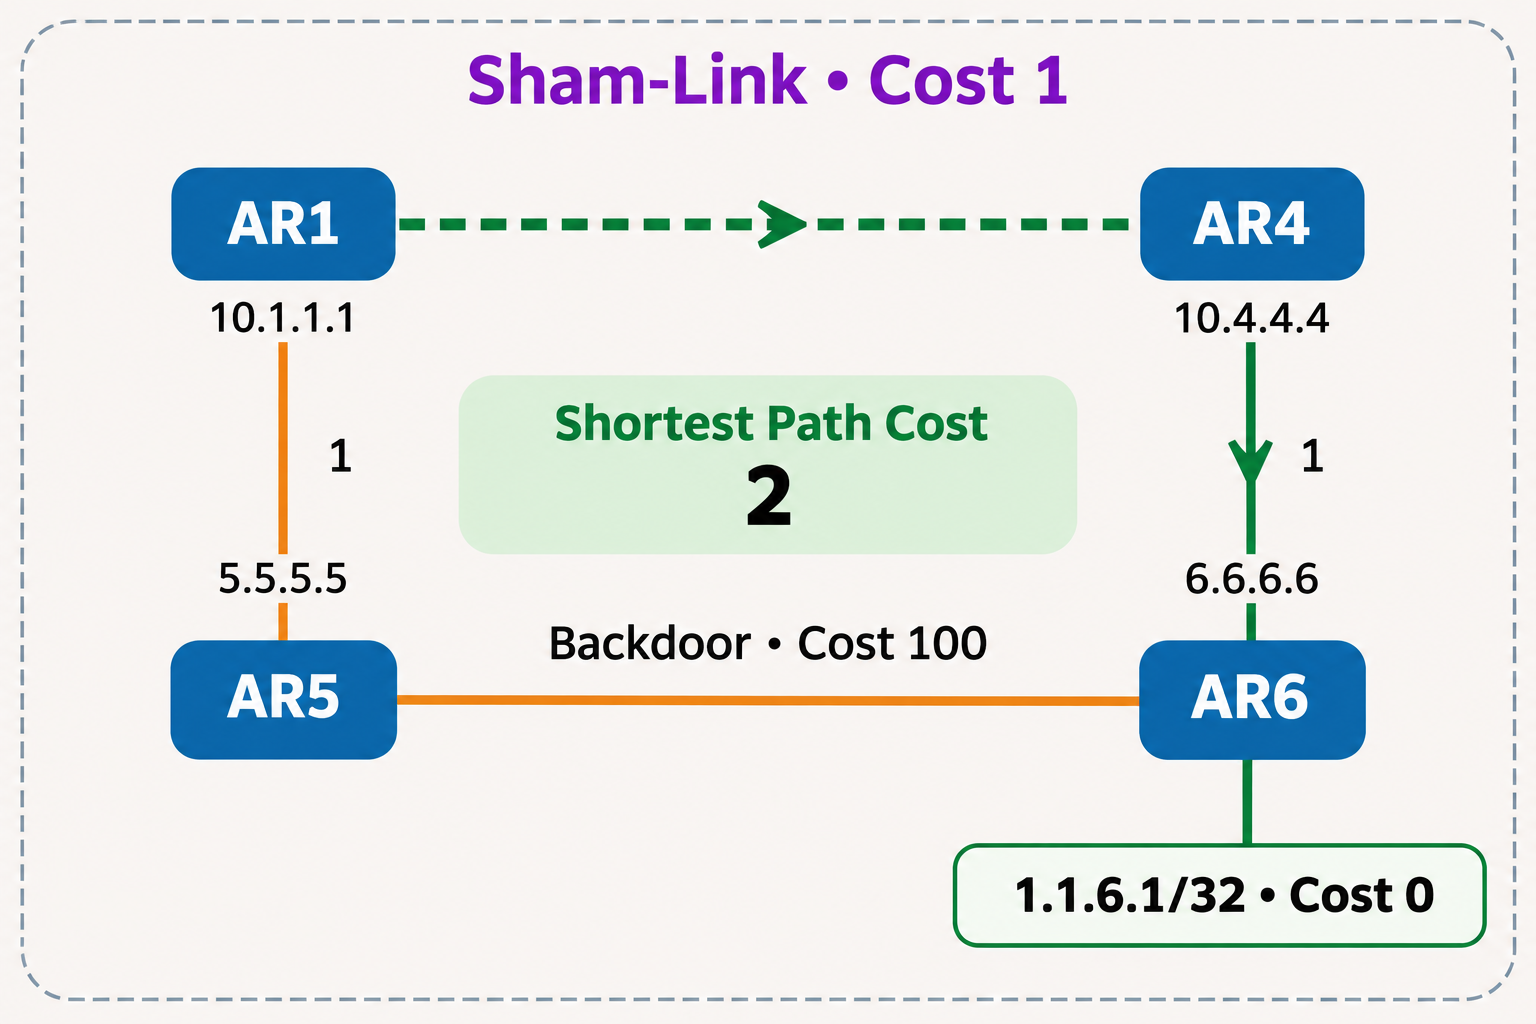 Sham-Link • Cost 1
AR1
AR4
10.1.1.1
10.4.4.4
Shortest Path Cost
2
1
1
5.5.5.5
6.6.6.6
Backdoor • Cost 100
AR5
AR6
1.1.6.1/32 • Cost 0